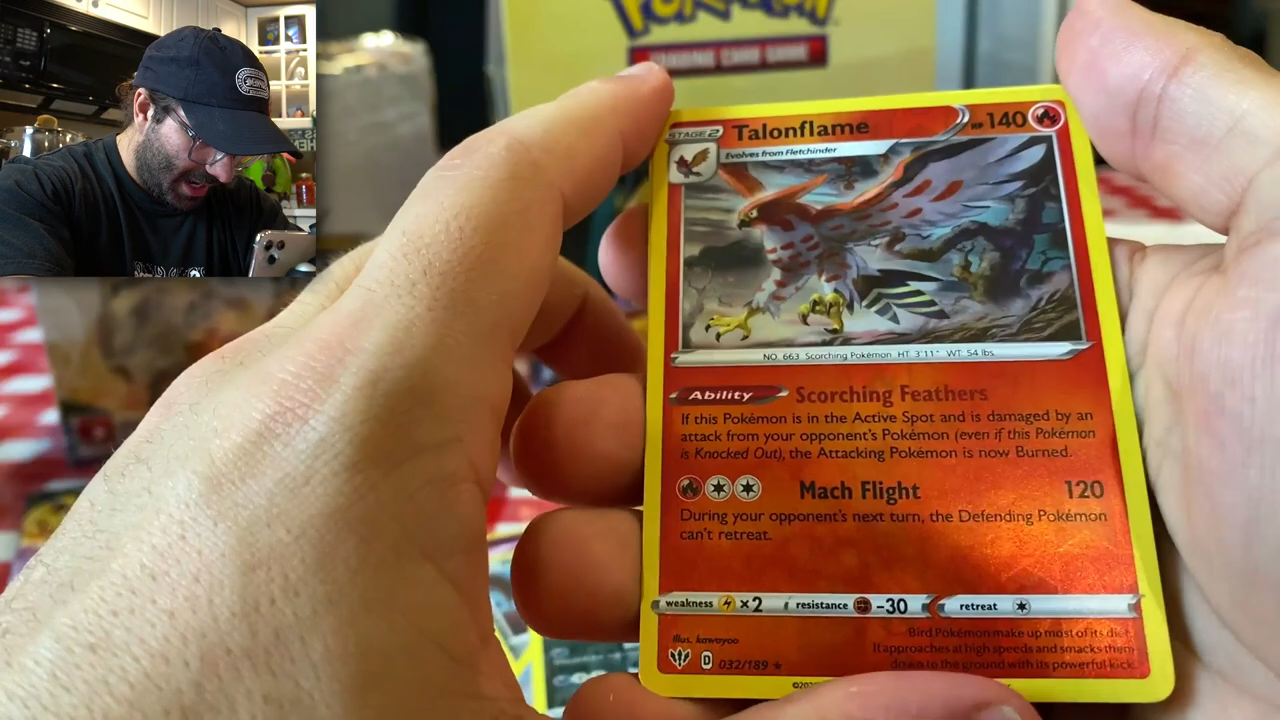 POKÉMON
TRADING CARD GAME
STAGE 2
Talonflame
HP 140
Evolves from Fletchinder
NO. 663 Scorching Pokémon HT: 3'11" WT: 54 lbs.
Ability Scorching Feathers
If this Pokémon is in the Active Spot and is damaged by an
attack from your opponent's Pokémon (even if this Pokémon
is Knocked Out), the Attacking Pokémon is now Burned.
Mach Flight 120
During your opponent's next turn, the Defending Pokémon
can't retreat.
weakness ×2 resistance -30 retreat
Illus. kawayoo
Bird Pokémon make up most of its diet.
It approaches at high speeds and smacks them
down to the ground with its powerful kick.
D 032/189 ★